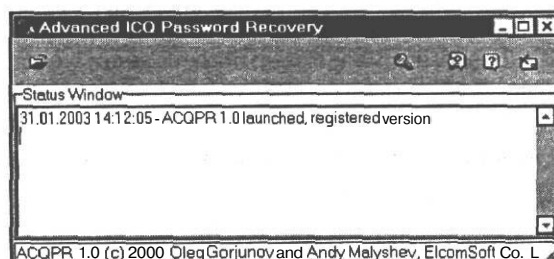 Advanced ICQ Password Recovery
Status Window
31.01.2003 14:12:05 - ACQPR 1.0 launched, registered version
ACQPR 1.0 (c) 2000 Oleg Gorjunov and Andy Malyshev, ElcomSoft Co. L